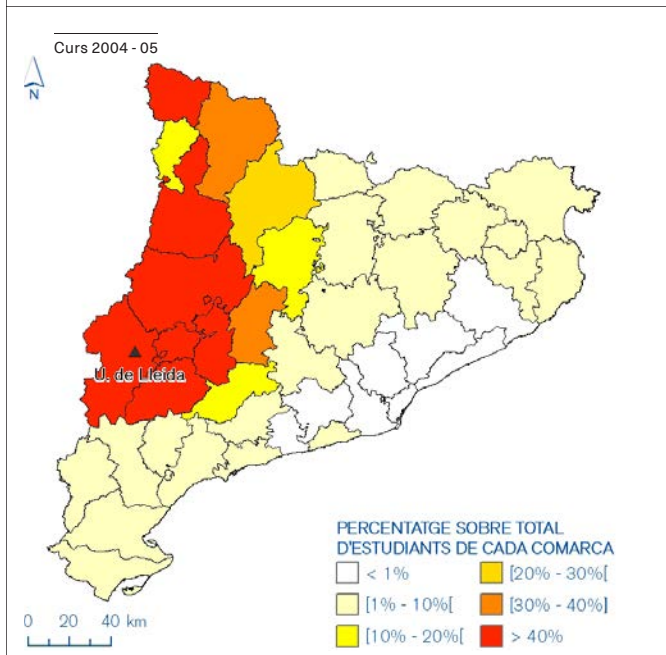 Curs 2004 - 05
N
U. de Lleida
PERCENTATGE SOBRE TOTAL
D'ESTUDIANTS DE CADA COMARCA
< 1%
[1% - 10%[
[10% - 20%[
[20% - 30%[
[30% - 40%]
> 40%
0 20 40 km